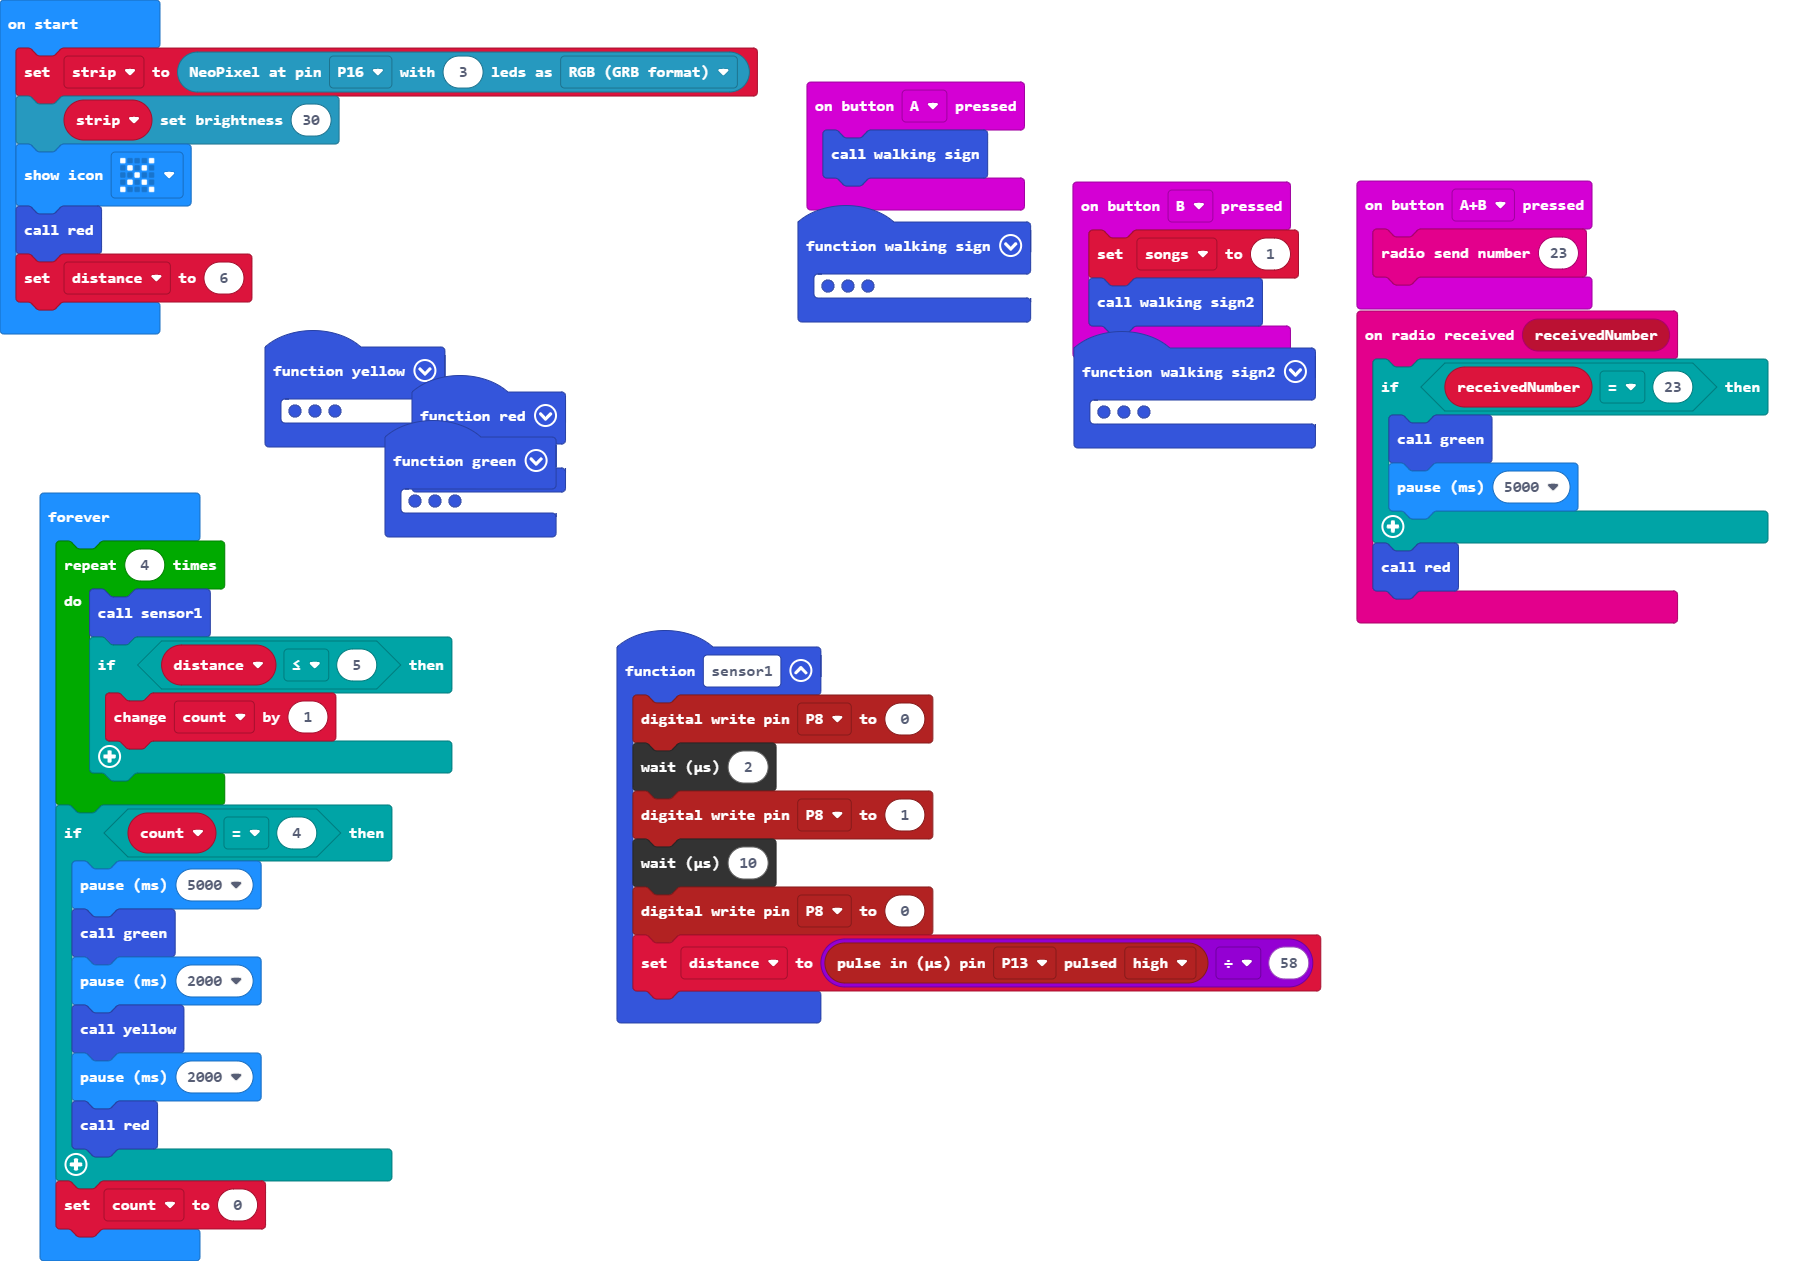 on start
set strip to NeoPixel at pin P16 with 3 leds as RGB (GRB format)
strip set brightness 30
show icon
call red
set distance to 6
function yellow
function red
function green
forever
repeat 4 times
do
call sensor1
if distance ≤ 5 then
change count by 1
if count = 4 then
pause (ms) 5000
call green
pause (ms) 2000
call yellow
pause (ms) 2000
call red
set count to 0
on button A pressed
call walking sign
function walking sign
on button B pressed
set songs to 1
call walking sign2
function walking sign2
on button A+B pressed
radio send number 23
on radio received receivedNumber
if receivedNumber = 23 then
call green
pause (ms) 5000
call red
function sensor1
digital write pin P8 to 0
wait (µs) 2
digital write pin P8 to 1
wait (µs) 10
digital write pin P8 to 0
set distance to pulse in (µs) pin P13 pulsed high ÷ 58